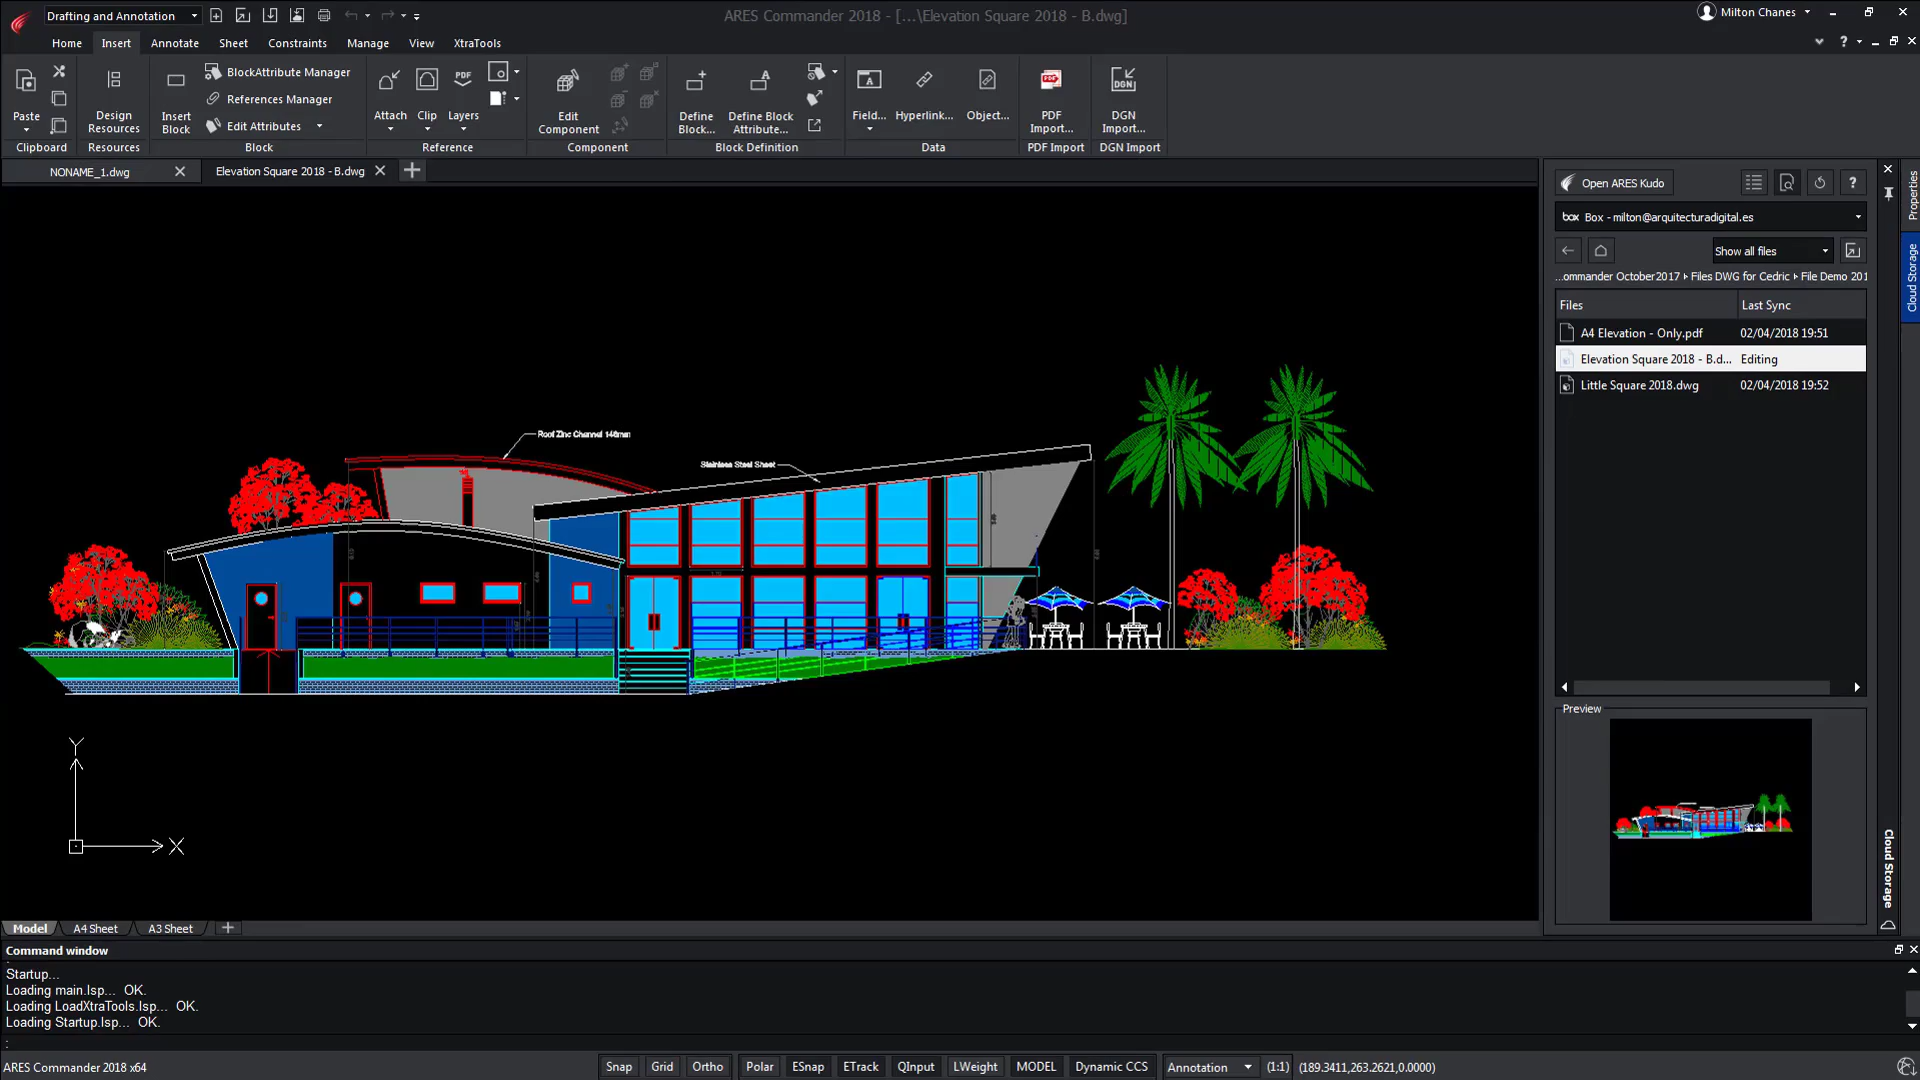 Drafting and Annotation
ARES Commander 2018 - [...\Elevation Square 2018 - B.dwg]
Milton Chanes
Home Insert Annotate Sheet Constraints Manage View XtraTools
?
Paste
Clipboard
Design Resources
Resources
Insert Block
BlockAttribute Manager
References Manager
Edit Attributes
Block
Attach
Clip
PDF
Layers
Reference
Edit Component
Component
Define Block...
A
Define Block Attribute...
Block Definition
A
Field...
Hyperlink...
Object...
Data
PDF
PDF Import...
PDF Import
DGN
DGN Import...
DGN Import
NONAME_1.dwg
Elevation Square 2018 - B.dwg
Roof Zinc Channel 146mm
Stainless Steel Sheet
Y
X
Open ARES Kudo
?
box Box - milton@arquitecturadigital.es
Show all files
...ommander October2017 Files DWG for Cedric File Demo 201
Files Last Sync
A4 Elevation - Only.pdf 02/04/2018 19:51
Elevation Square 2018 - B.d... Editing
Little Square 2018.dwg 02/04/2018 19:52
Preview
Properties
Cloud Storage
Cloud Storage
Model A4 Sheet A3 Sheet
Command window
Startup...
Loading main.lsp... OK.
Loading LoadXtraTools.lsp... OK.
Loading Startup.lsp... OK.
:
ARES Commander 2018 x64
Snap Grid Ortho Polar ESnap ETrack QInput LWeight MODEL Dynamic CCS Annotation (1:1) (189.3411,263.2621,0.0000)